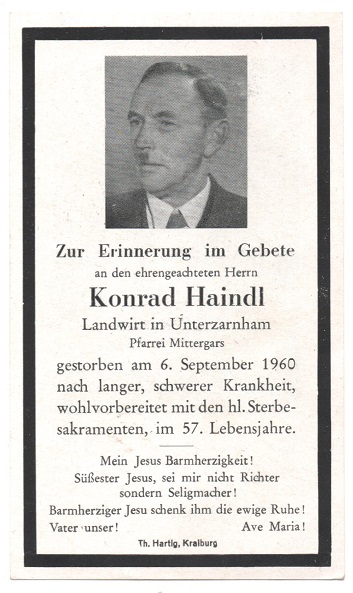 Zur Erinnerung im Gebete
an den ehrengeachteten Herrn
Konrad Haindl
Landwirt in Unterzarnham
Pfarrei Mittergars
gestorben am 6. September 1960
nach langer, schwerer Krankheit,
wohlvorbereitet mit den hl. Sterbe-
sakramenten, im 57. Lebensjahre.
Mein Jesus Barmherzigkeit!
Süßester Jesus, sei mir nicht Richter
sondern Seligmacher!
Barmherziger Jesu schenk ihm die ewige Ruhe!
Vater unser! Ave Maria!
Th. Hartig, Kraiburg